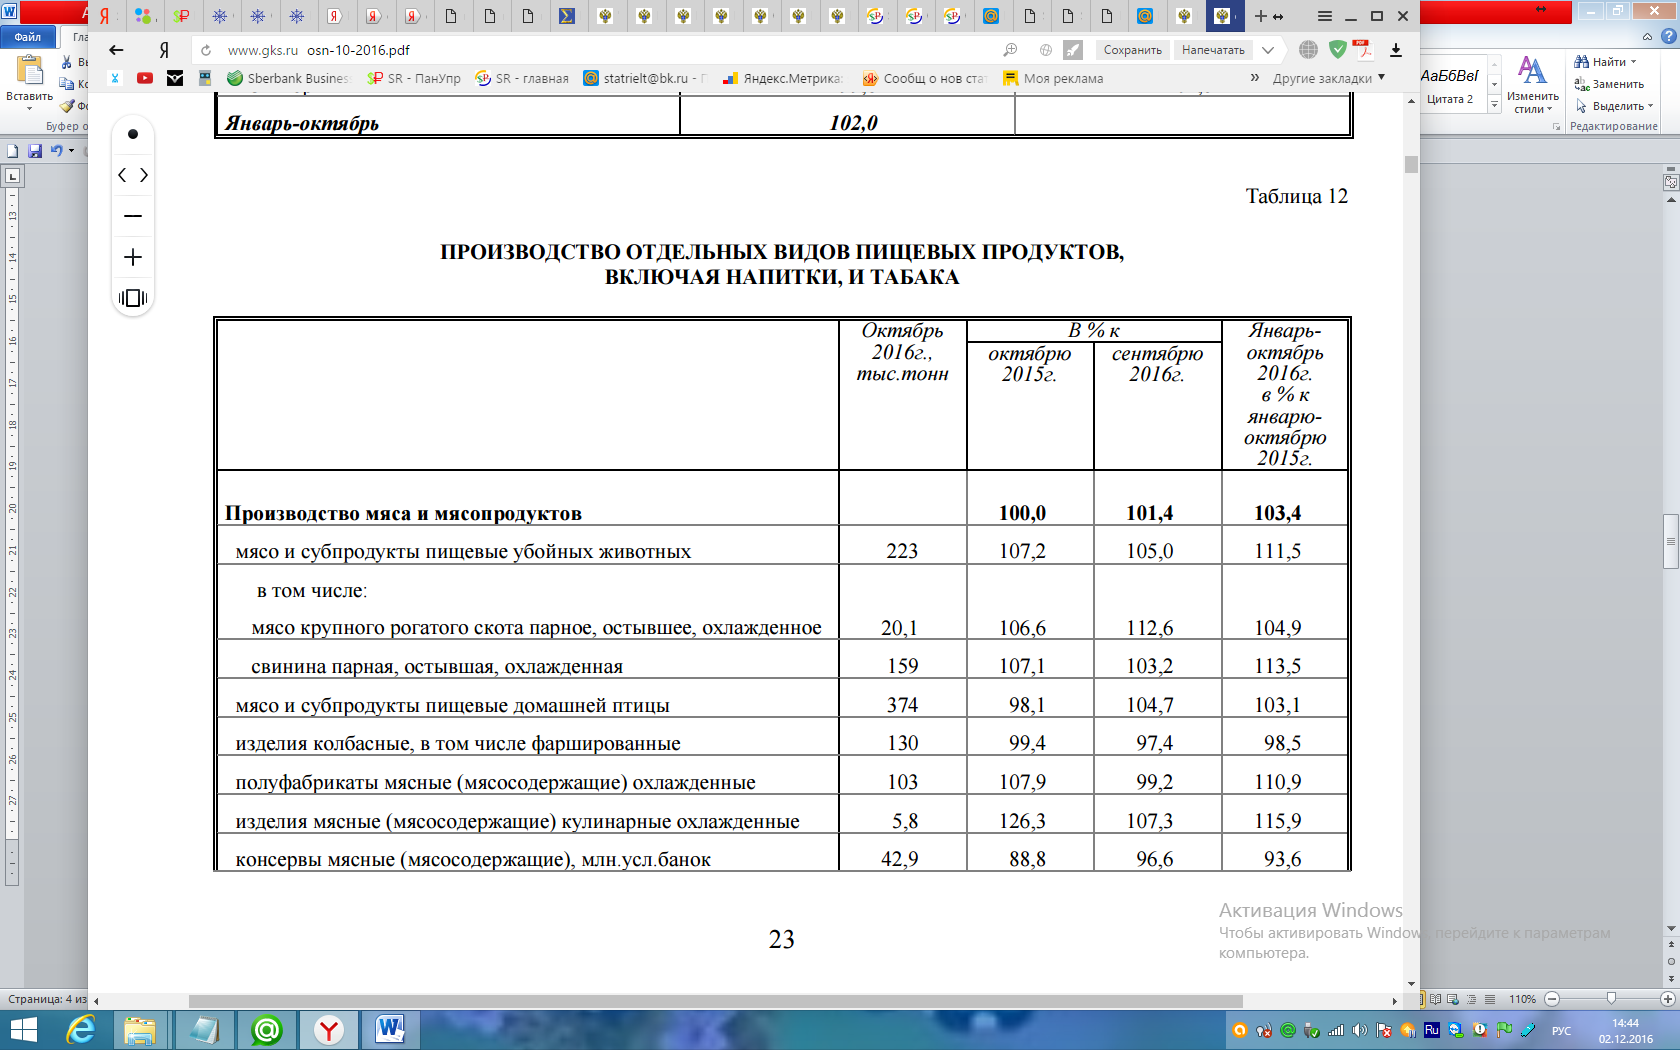 Файл
Гла
www.gks.ru osn-10-2016.pdf
Сохранить
Напечатать
Sberbank Business
SR - ПанУпр
SR - главная
statrielt@bk.ru - П
Яндекс.Метрика:
Сообщ о нов стат
Моя реклама
» Другие закладки
Вставить
Вы
Ко
Буфер о
АаБбВвГ
Цитата 2
Изменить
стили
Найти
Заменить
Выделить
Редактирование
Январь-октябрь 102,0
Таблица 12
ПРОИЗВОДСТВО ОТДЕЛЬНЫХ ВИДОВ ПИЩЕВЫХ ПРОДУКТОВ,
ВКЛЮЧАЯ НАПИТКИ, И ТАБАКА
Октябрь
2016г.,
тыс.тонн
В % к
октябрю
2015г.
сентябрю
2016г.
Январь-
октябрь
2016г.
в % к
январю-
октябрю
2015г.
Производство мяса и мясопродуктов 100,0 101,4 103,4
мясо и субпродукты пищевые убойных животных 223 107,2 105,0 111,5
в том числе:
мясо крупного рогатого скота парное, остывшее, охлажденное 20,1 106,6 112,6 104,9
свинина парная, остывшая, охлажденная 159 107,1 103,2 113,5
мясо и субпродукты пищевые домашней птицы 374 98,1 104,7 103,1
изделия колбасные, в том числе фаршированные 130 99,4 97,4 98,5
полуфабрикаты мясные (мясосодержащие) охлажденные 103 107,9 99,2 110,9
изделия мясные (мясосодержащие) кулинарные охлажденные 5,8 126,3 107,3 115,9
консервы мясные (мясосодержащие), млн.усл.банок 42,9 88,8 96,6 93,6
23
Активация Windows
Чтобы активировать Windows, перейдите к параметрам
компьютера.
Страница: 4 из
110%
РУС
14:44
02.12.2016